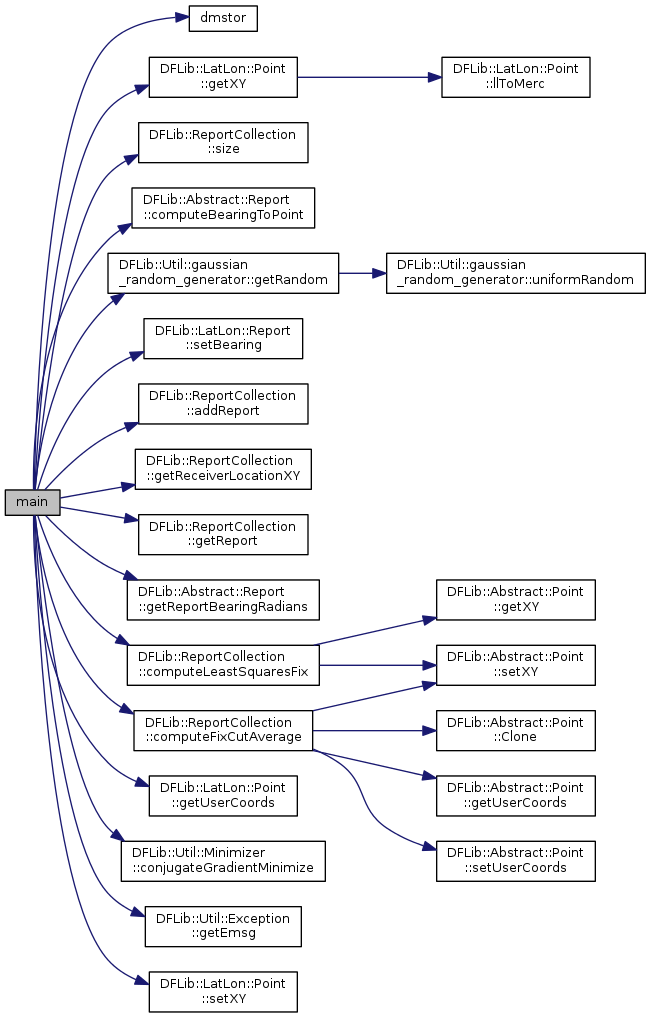 dmstor
DFLib::LatLon::Point
::getXY
DFLib::LatLon::Point
::llToMerc
DFLib::ReportCollection
::size
DFLib::Abstract::Report
::computeBearingToPoint
DFLib::Util::gaussian
_random_generator::getRandom
DFLib::Util::gaussian
_random_generator::uniformRandom
DFLib::LatLon::Report
::setBearing
DFLib::ReportCollection
::addReport
DFLib::ReportCollection
::getReceiverLocationXY
main
DFLib::ReportCollection
::getReport
DFLib::Abstract::Report
::getReportBearingRadians
DFLib::Abstract::Point
::getXY
DFLib::ReportCollection
::computeLeastSquaresFix
DFLib::Abstract::Point
::setXY
DFLib::ReportCollection
::computeFixCutAverage
DFLib::Abstract::Point
::Clone
DFLib::LatLon::Point
::getUserCoords
DFLib::Abstract::Point
::getUserCoords
DFLib::Util::Minimizer
::conjugateGradientMinimize
DFLib::Abstract::Point
::setUserCoords
DFLib::Util::Exception
::getEmsg
DFLib::LatLon::Point
::setXY